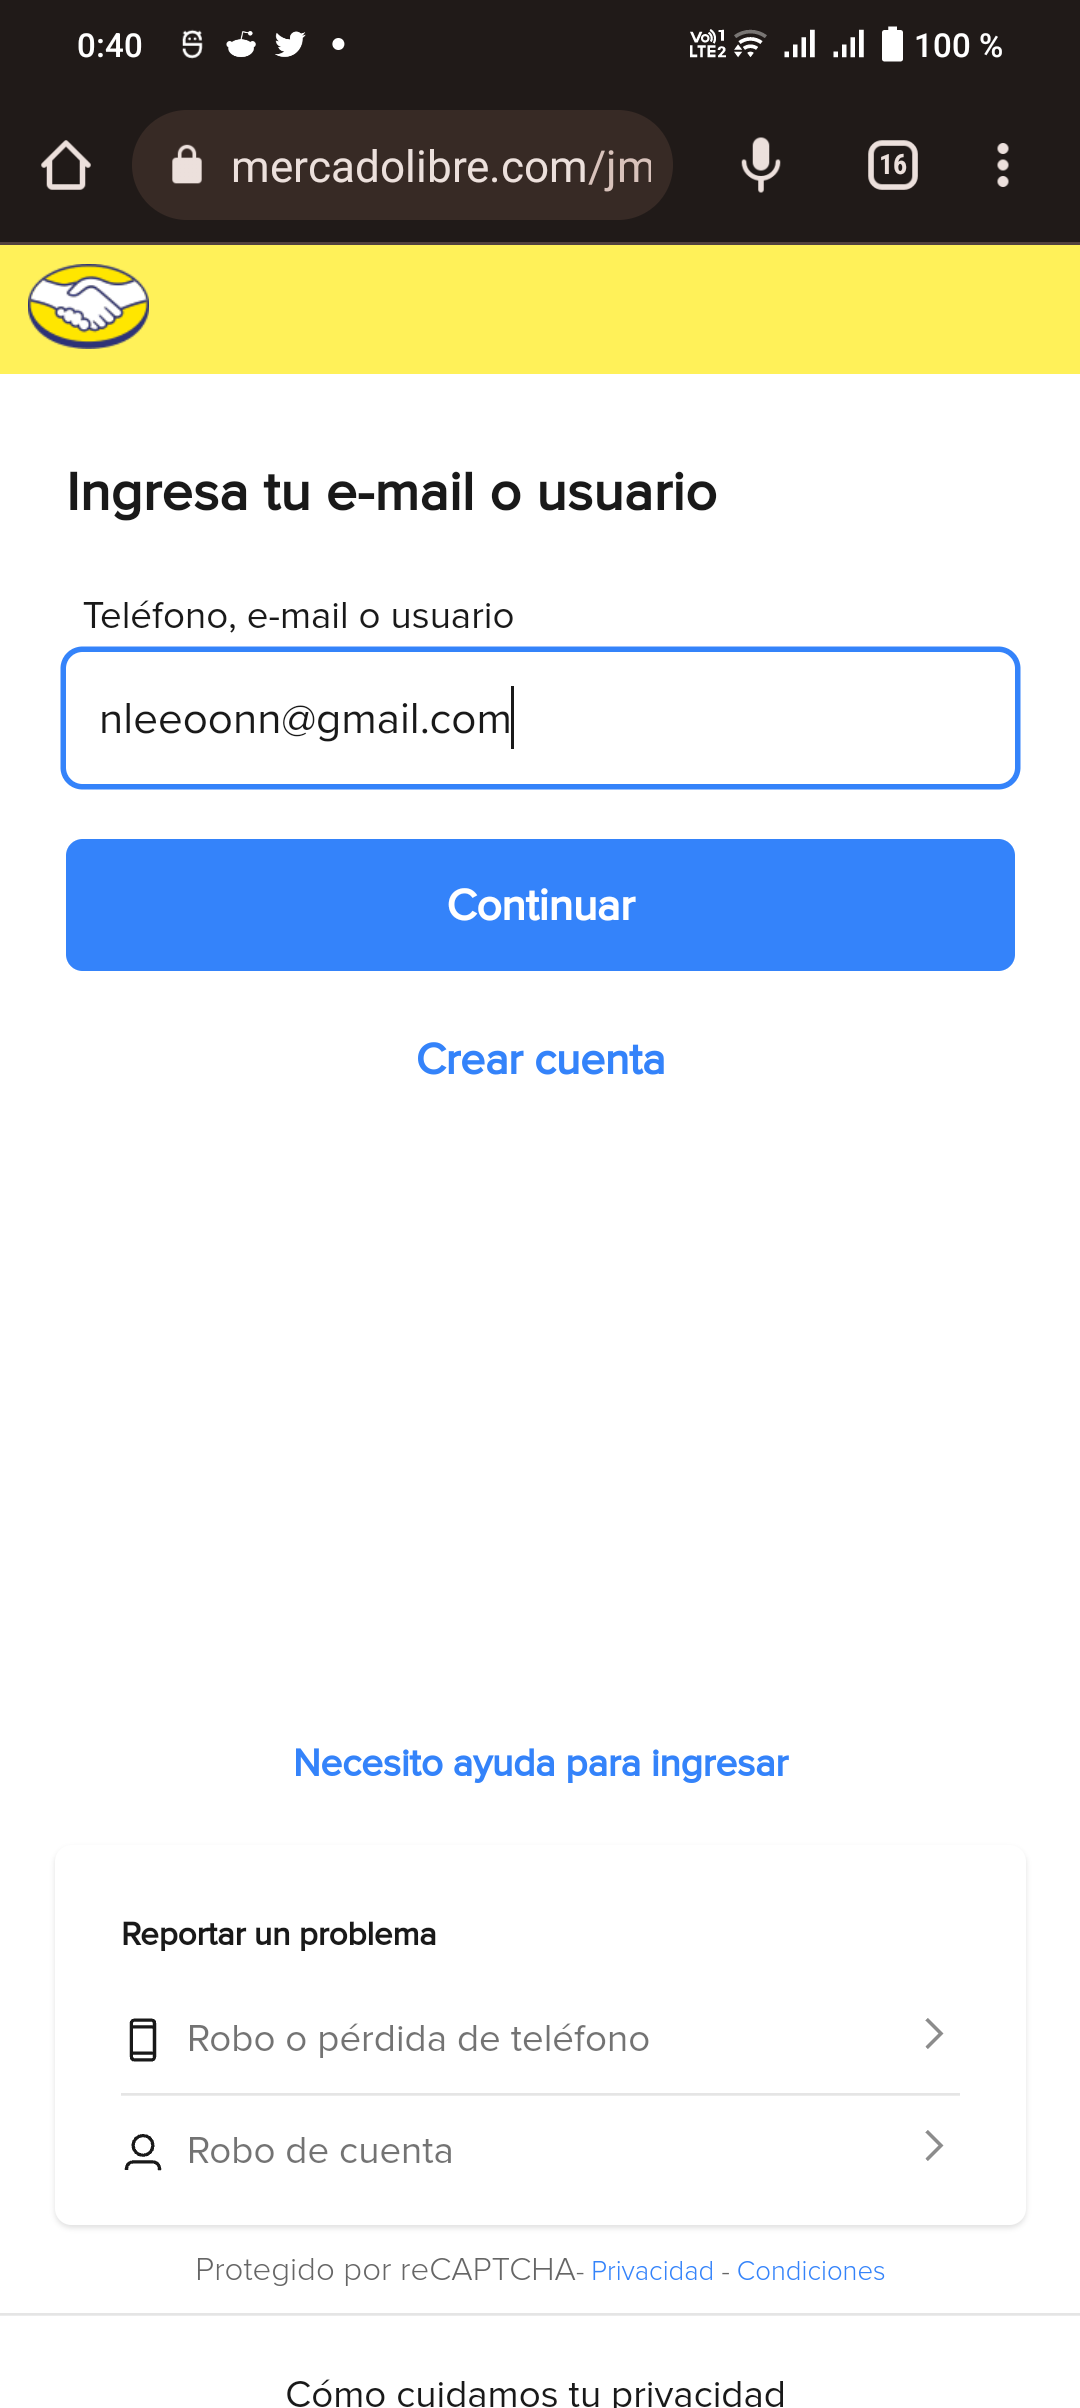 0:40
Vo)) 1
LTE2
100 %
mercadolibre.com/jm
16
Ingresa tu e-mail o usuario
Teléfono, e-mail o usuario
nleeoonn@gmail.com
Continuar
Crear cuenta
Necesito ayuda para ingresar
Reportar un problema
Robo o pérdida de teléfono
Robo de cuenta
Protegido por reCAPTCHA- Privacidad - Condiciones
Cómo cuidamos tu privacidad